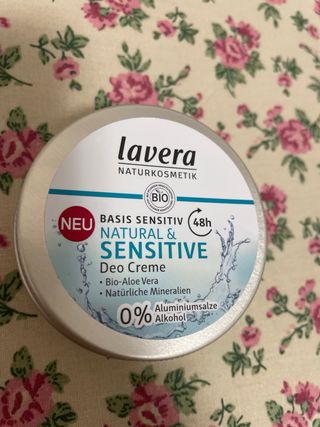 lavera
NATURKOSMETIK
BIO
NEU
BASIS SENSITIV
48h
NATURAL &
SENSITIVE
Deo Creme
• Bio-Aloe Vera
• Natürliche Mineralien
0% Aluminiumsalze
Alkohol